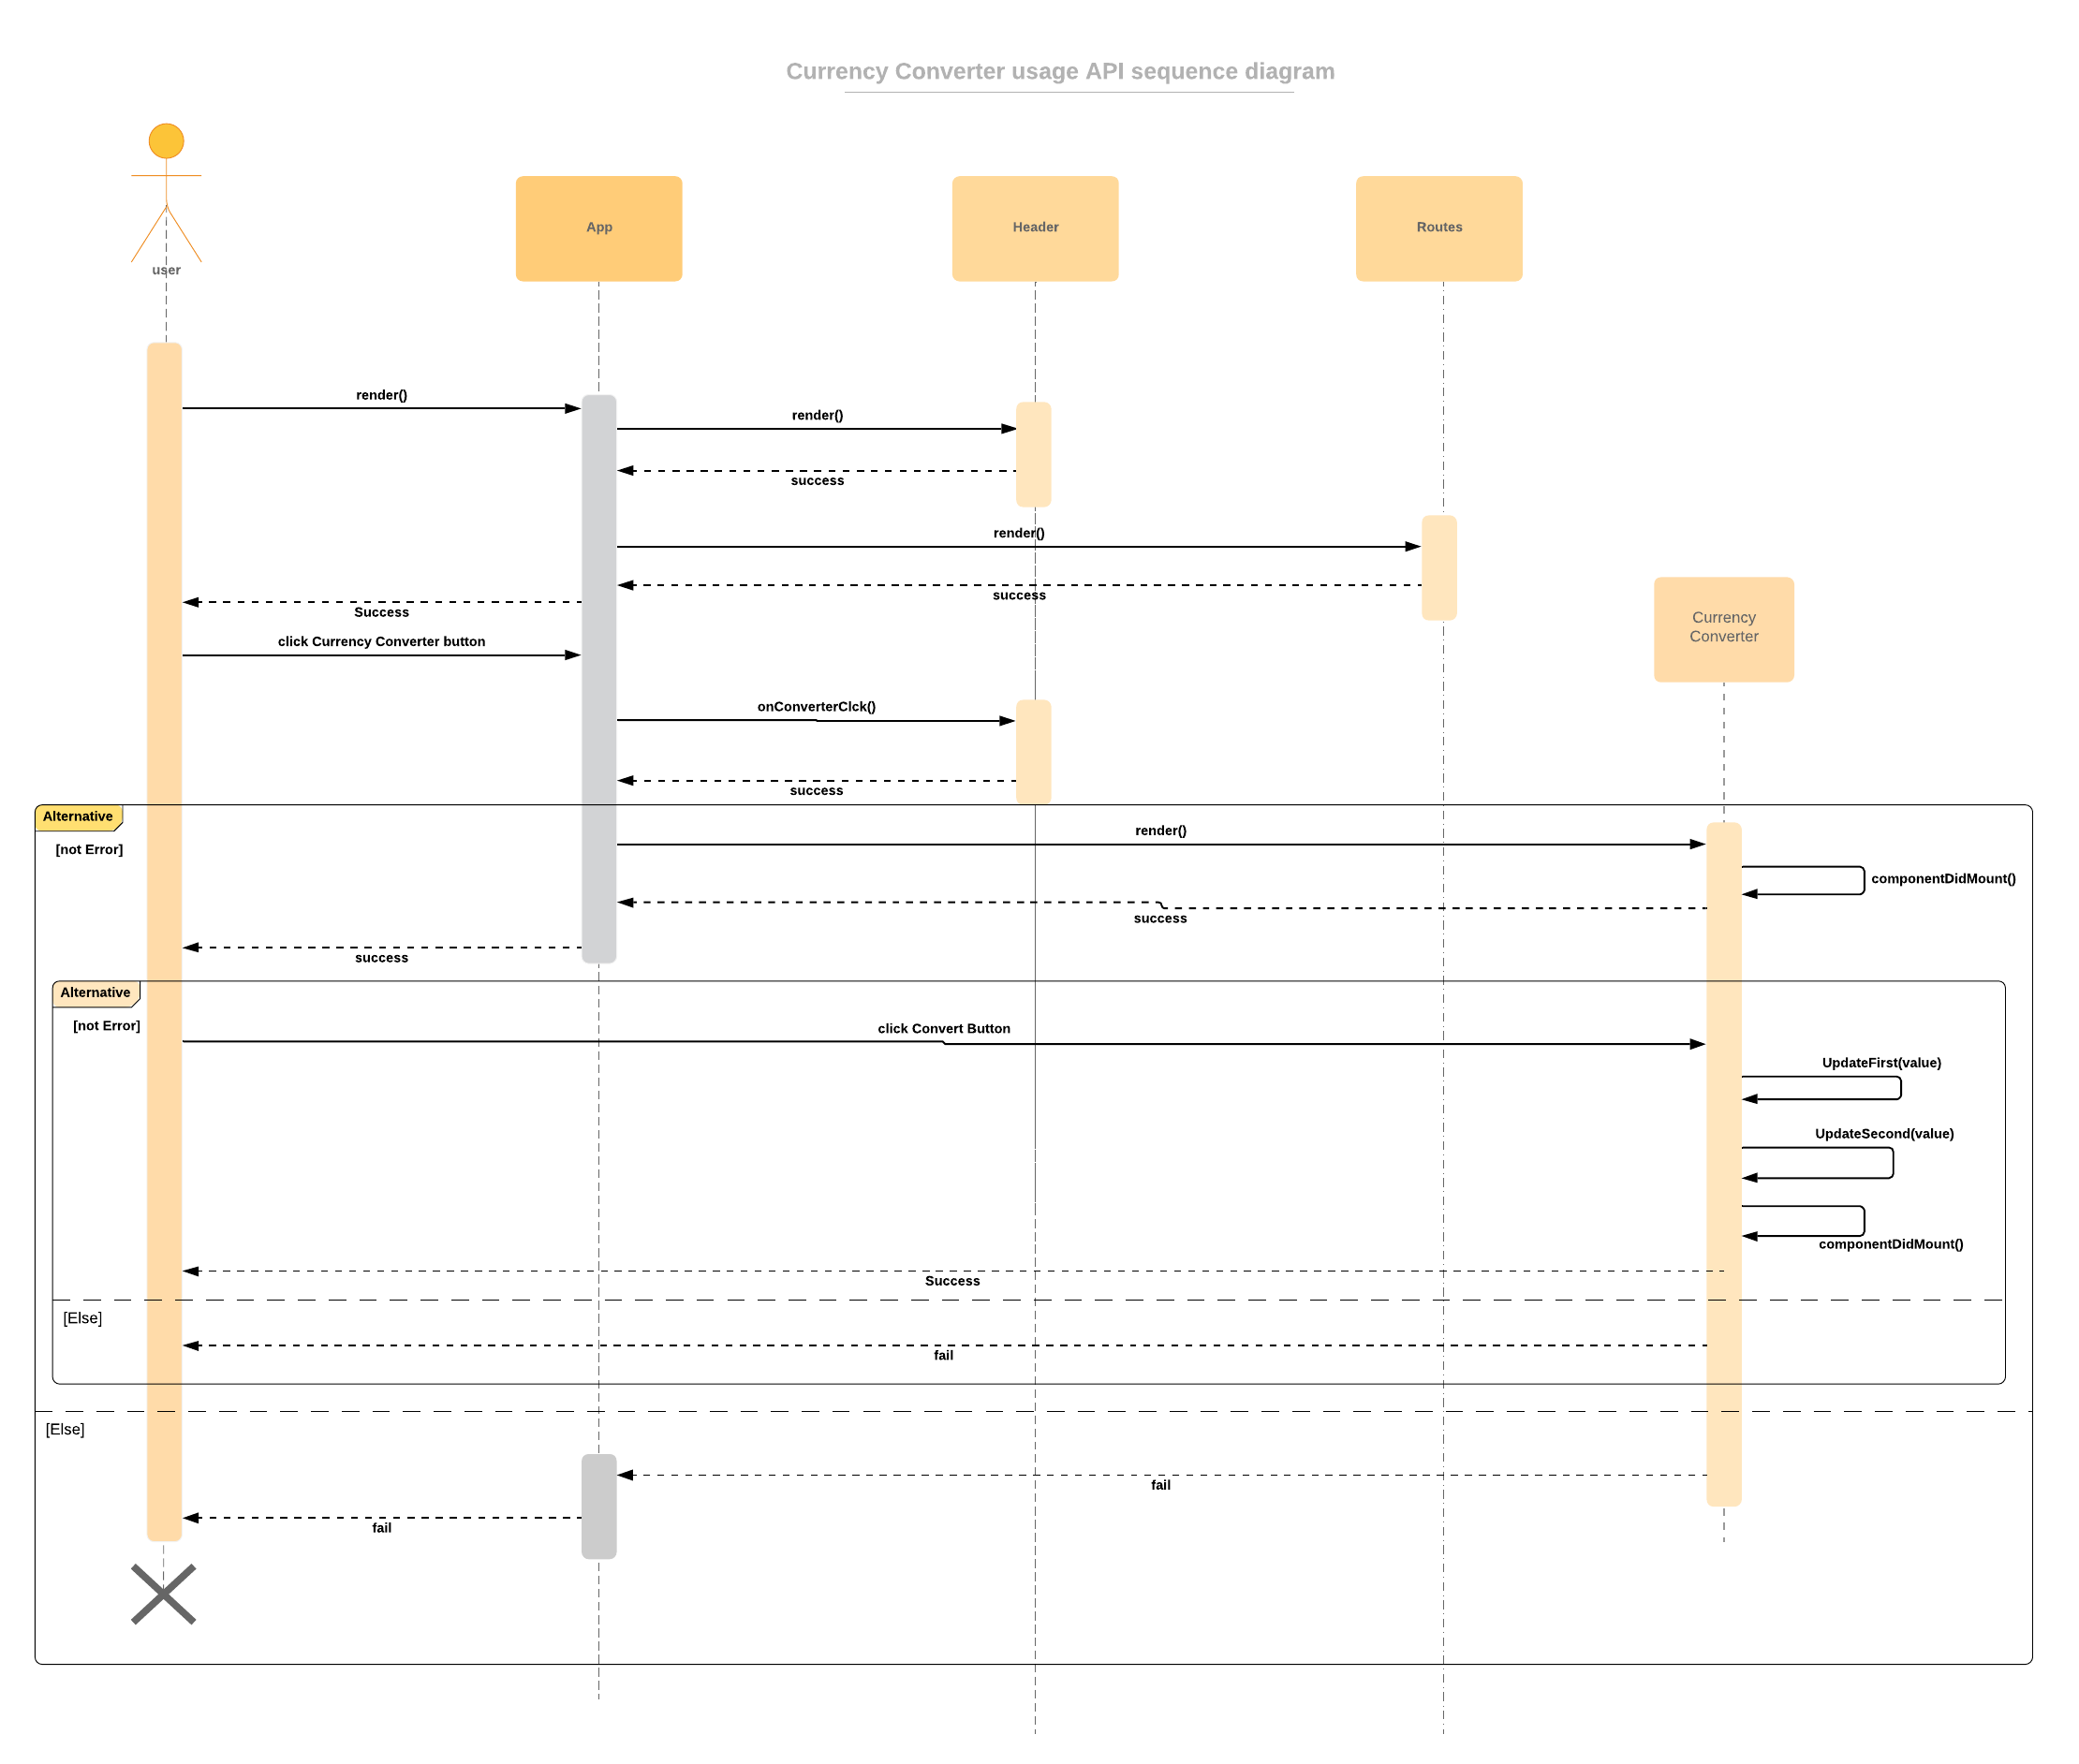 Currency Converter usage API sequence diagram
user
App
Header
Routes
render()
render()
success
render()
success
Success
Currency
Converter
click Currency Converter button
onConverterClck()
success
Alternative
[not Error]
render()
componentDidMount()
success
success
Alternative
[not Error]
click Convert Button
UpdateFirst(value)
UpdateSecond(value)
componentDidMount()
Success
[Else]
fail
[Else]
fail
fail